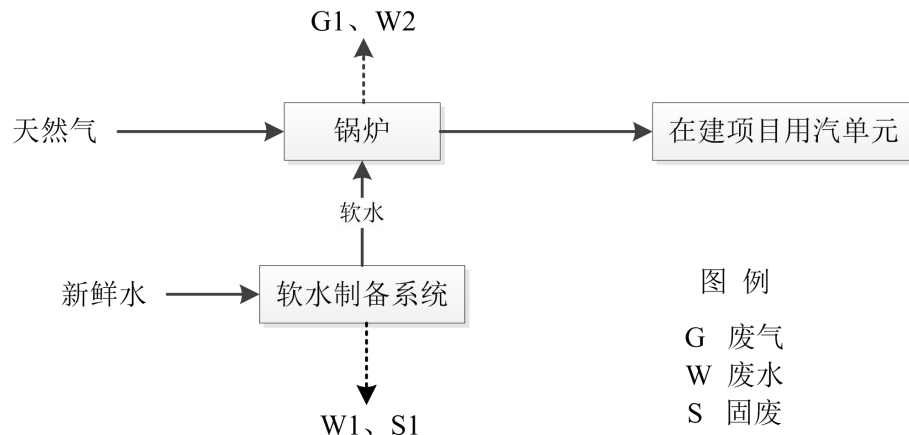 G1、W2
天然气
锅炉
在建项目用汽单元
软水
新鲜水
软水制备系统
W1、S1
图 例
G 废气
W 废水
S 固废